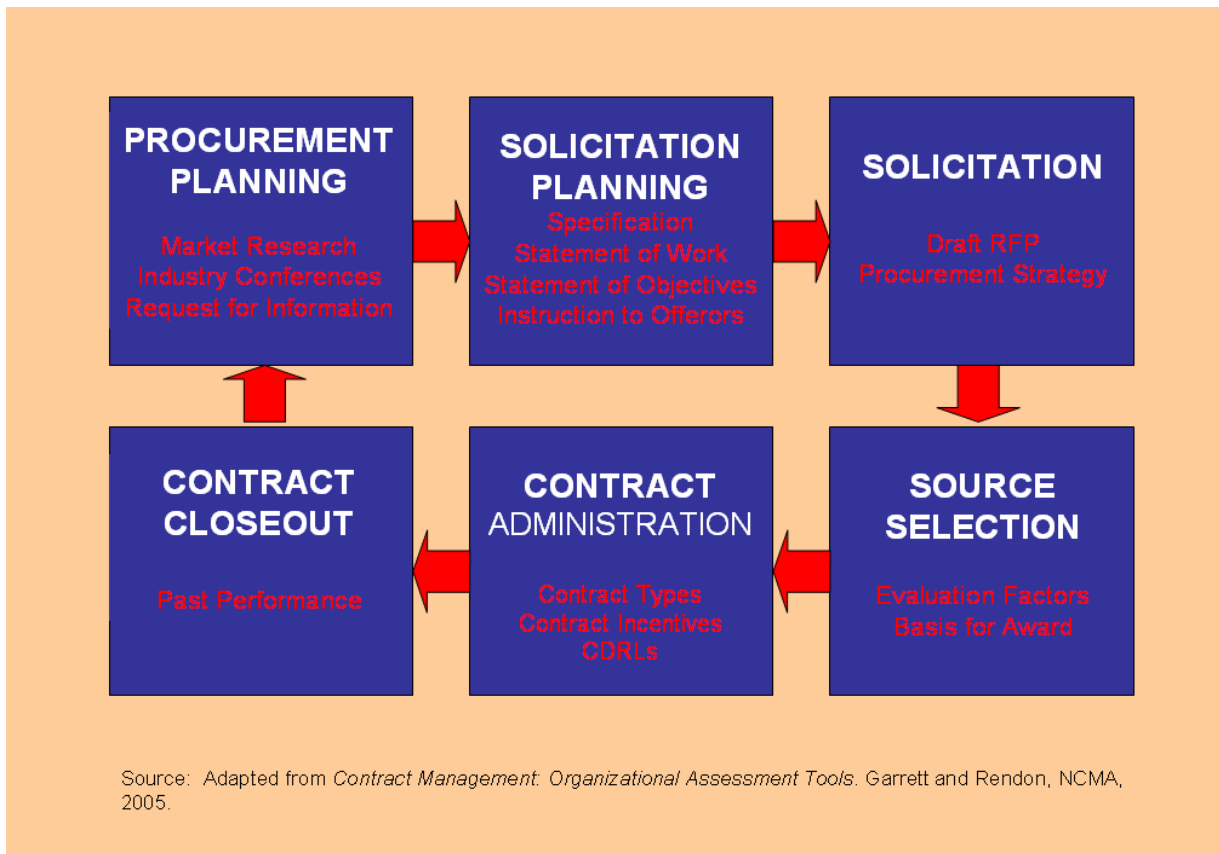 PROCUREMENT
PLANNING
Market Research
Industry Conferences
Request for Information
SOLICITATION
PLANNING
Specification
Statement of Work
Statement of Objectives
Instruction to Offerors
SOLICITATION
Draft RFP
Procurement Strategy
SOURCE
SELECTION
Evaluation Factors
Basis for Award
CONTRACT
ADMINISTRATION
Contract Types
Contract Incentives
CDRLs
CONTRACT
CLOSEOUT
Past Performance
Source:  Adapted from Contract Management: Organizational Assessment Tools. Garrett and Rendon, NCMA,
2005.